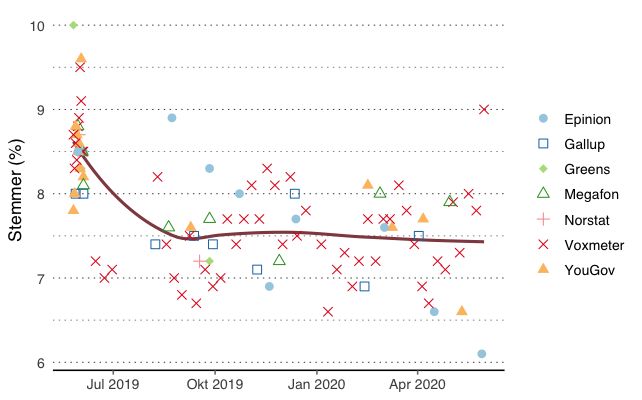 10
9
8
7
6
Stemmer (%)
Jul 2019
Okt 2019
Jan 2020
Apr 2020
Epinion
Gallup
Greens
Megafon
Norstat
Voxmeter
YouGov